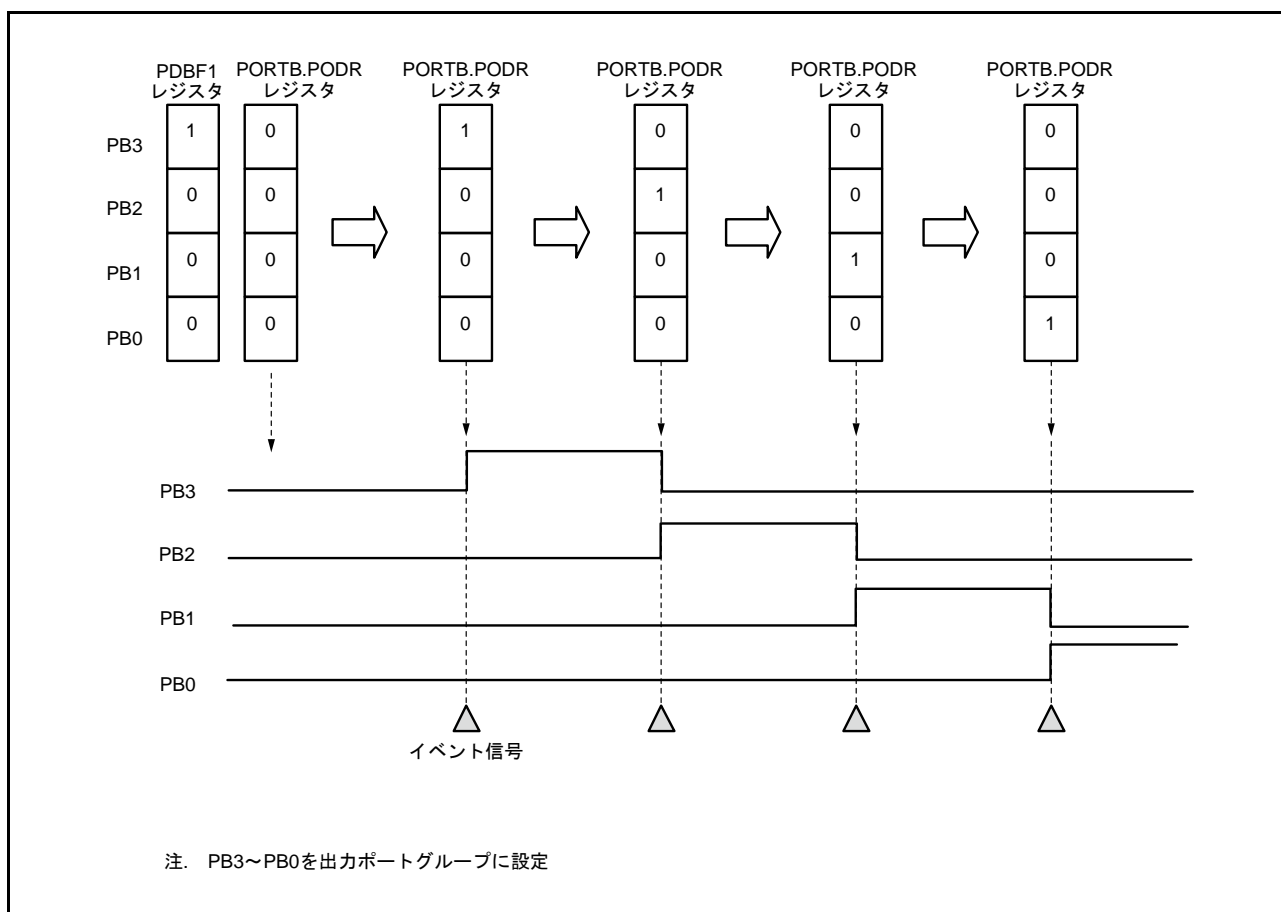 PDBF1 PORTB.PODR PORTB.PODR PORTB.PODR PORTB.PODR PORTB.PODR
レジスタ レジスタ レジスタ レジスタ レジスタ レジスタ
PB3 1 0 1 0 0 0
PB2 0 0 0 1 0 0
PB1 0 0 0 0 1 0
PB0 0 0 0 0 0 1
PB3
PB2
PB1
PB0
イベント信号
注. PB3～PB0を出力ポートグループに設定